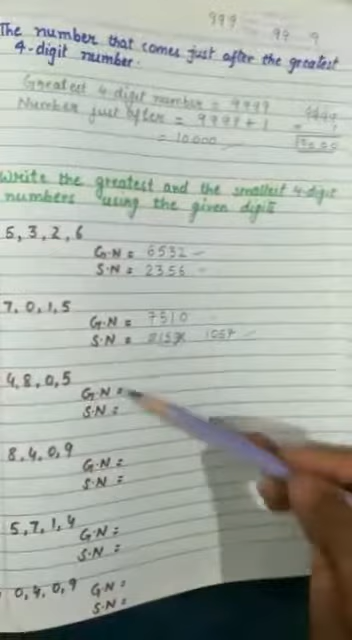 999 99 9
The number that comes just after the greatest
4-digit number.
Greatest 4-digit number = 9999
Number just after = 9999 + 1
= 10,000
9999
10000
Write the greatest and the smallest 4-digit
numbers using the given digits
5, 3, 2, 6
G.N = 6532
S.N = 2356
7, 0, 1, 5
G.N = 7510
S.N = 1057
4, 8, 0, 5
G.N =
S.N =
8, 4, 0, 9
G.N =
S.N =
5, 7, 1, 4
G.N =
S.N =
0, 4, 0, 9
G.N =
S.N =